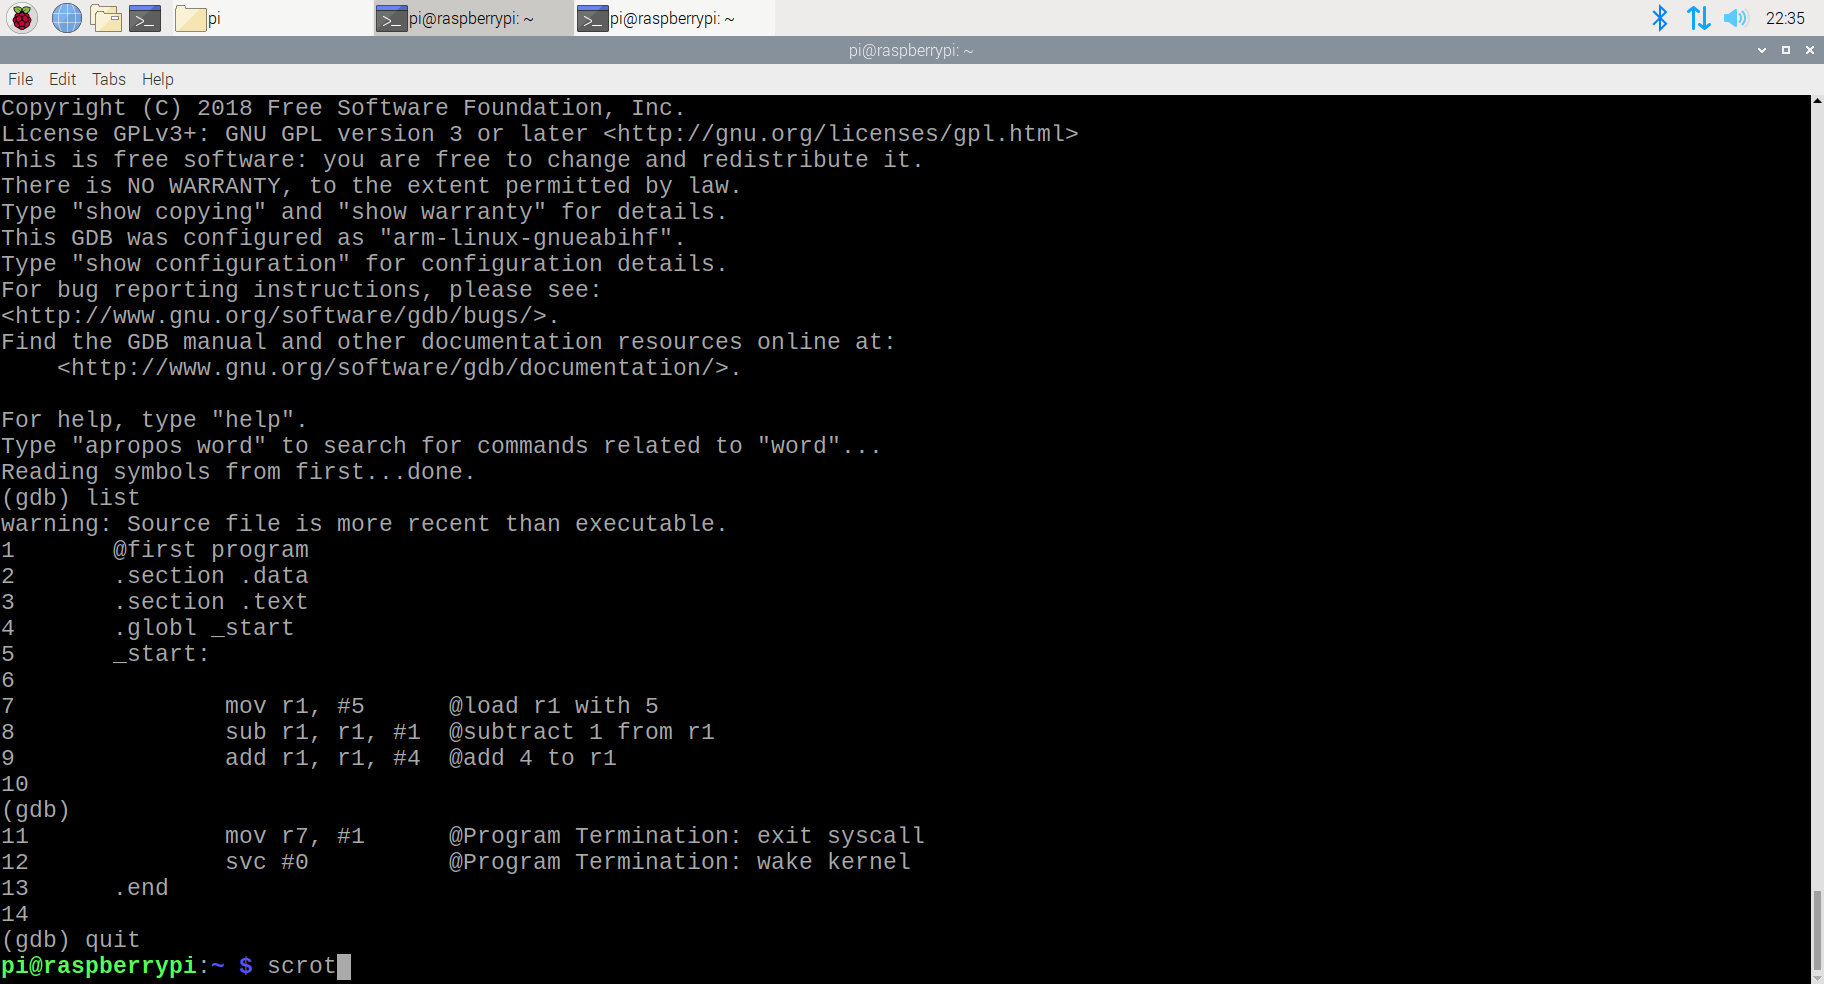 pi
pi@raspberrypi: ~
pi@raspberrypi: ~
22:35
pi@raspberrypi: ~
File Edit Tabs Help
Copyright (C) 2018 Free Software Foundation, Inc.
License GPLv3+: GNU GPL version 3 or later <http://gnu.org/licenses/gpl.html>
This is free software: you are free to change and redistribute it.
There is NO WARRANTY, to the extent permitted by law.
Type "show copying" and "show warranty" for details.
This GDB was configured as "arm-linux-gnueabihf".
Type "show configuration" for configuration details.
For bug reporting instructions, please see:
<http://www.gnu.org/software/gdb/bugs/>.
Find the GDB manual and other documentation resources online at:
    <http://www.gnu.org/software/gdb/documentation/>.

For help, type "help".
Type "apropos word" to search for commands related to "word"...
Reading symbols from first...done.
(gdb) list
warning: Source file is more recent than executable.
1       @first program
2       .section .data
3       .section .text
4       .globl _start
5       _start:
6
7               mov r1, #5      @load r1 with 5
8               sub r1, r1, #1  @subtract 1 from r1
9               add r1, r1, #4  @add 4 to r1
10
(gdb)
11              mov r7, #1      @Program Termination: exit syscall
12              svc #0          @Program Termination: wake kernel
13      .end
14
(gdb) quit
pi@raspberrypi:~ $ scrot